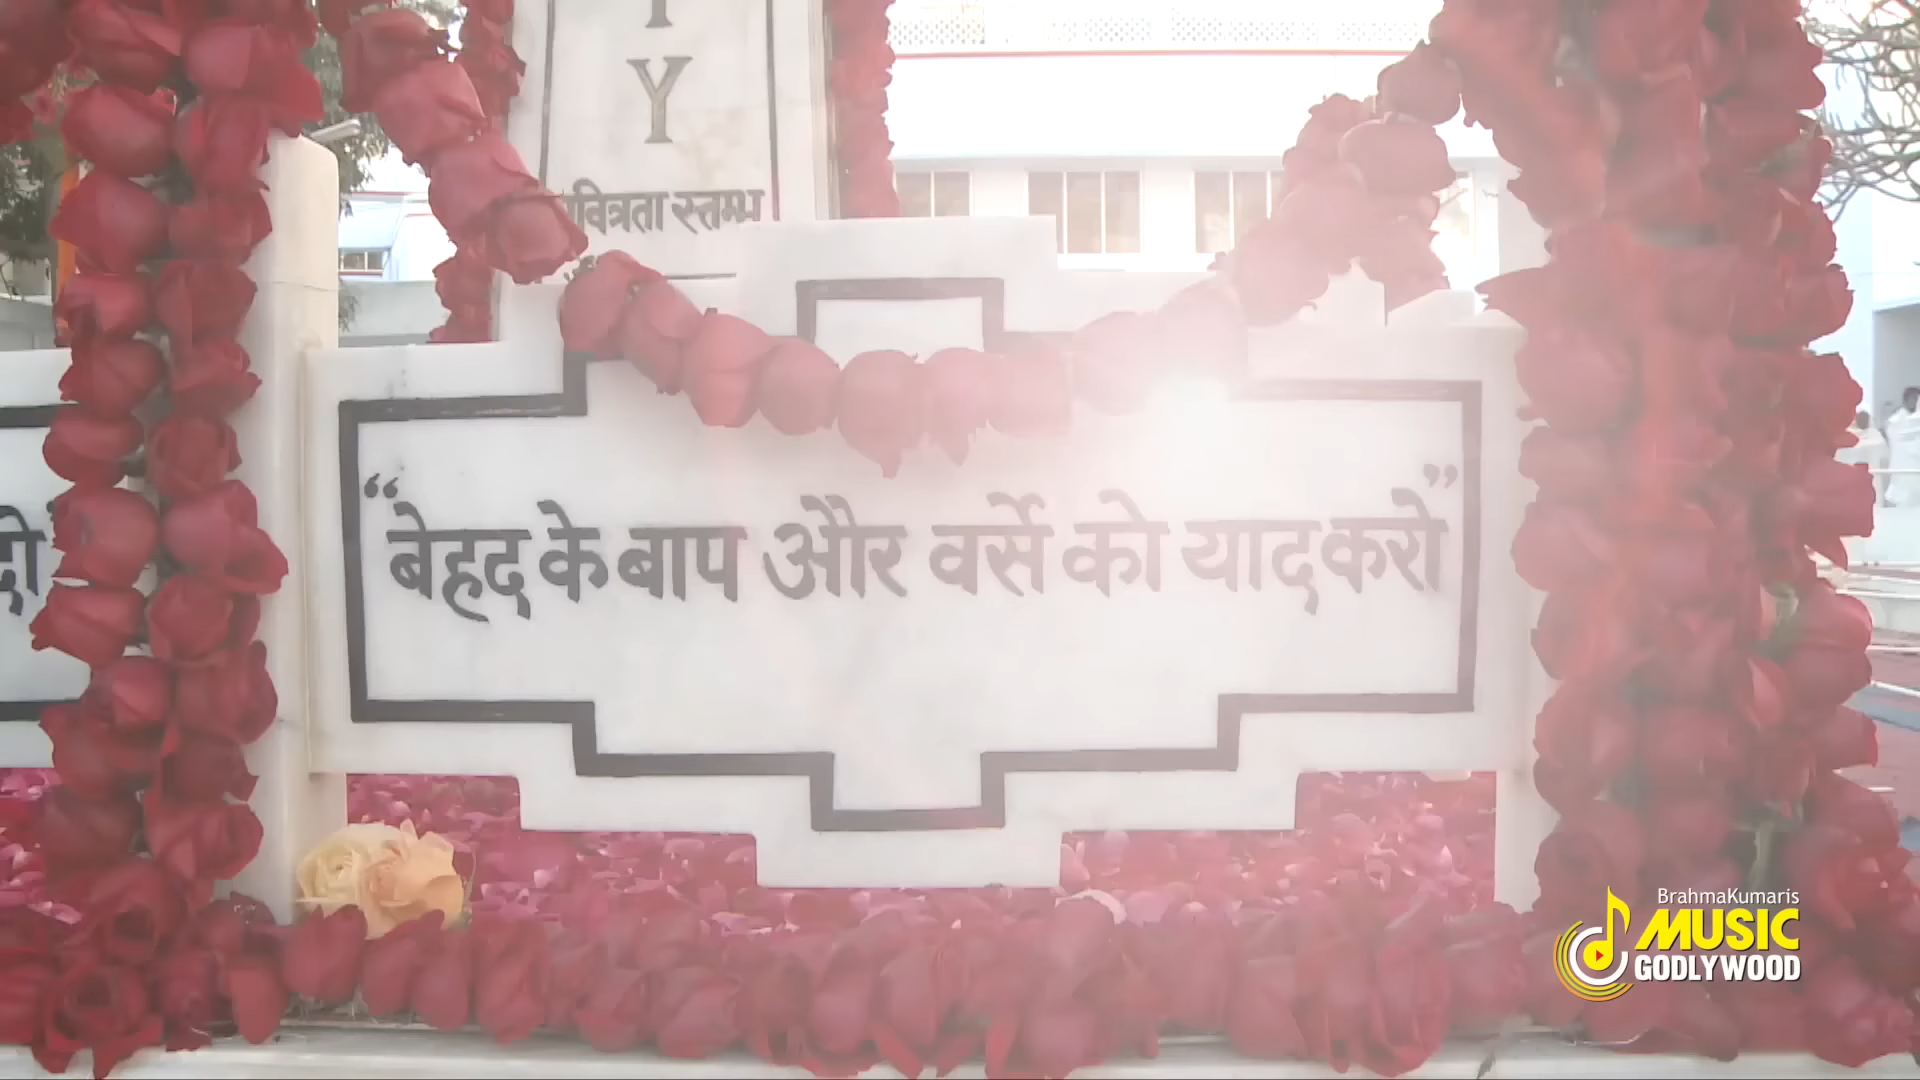 Y
पवित्रता स्तम्भ
“बेहद के बाप और वर्से को याद करो”
BrahmaKumaris
MUSIC
GODLYWOOD